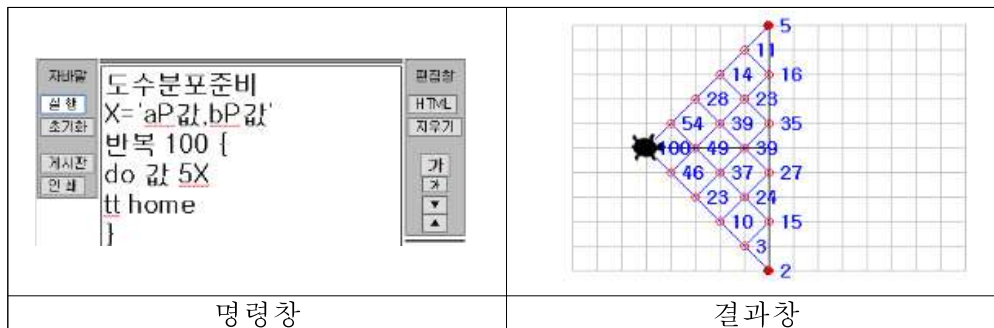 자바말
실 행
초기화
게시판
인 쇄
도수분포준비
X='aP값,bP값'
반복 100 {
do 값 5X
tt home
}
편집창
HTML
지우기
가
가
▼
▲
5
11
14 16
28 23
54 39 35
100 49 39
46 37 27
23 24
10 15
3
2
명령창 결과창